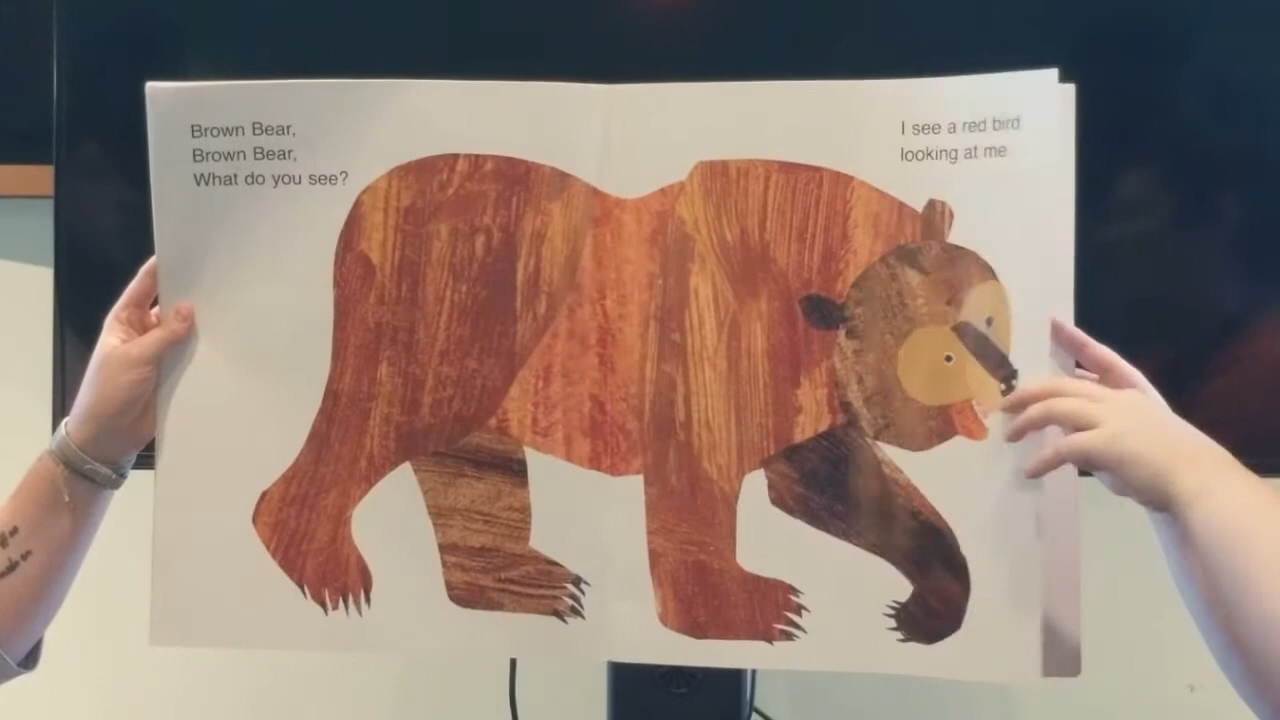 Brown Bear,
Brown Bear,
What do you see?
I see a red bird
looking at me